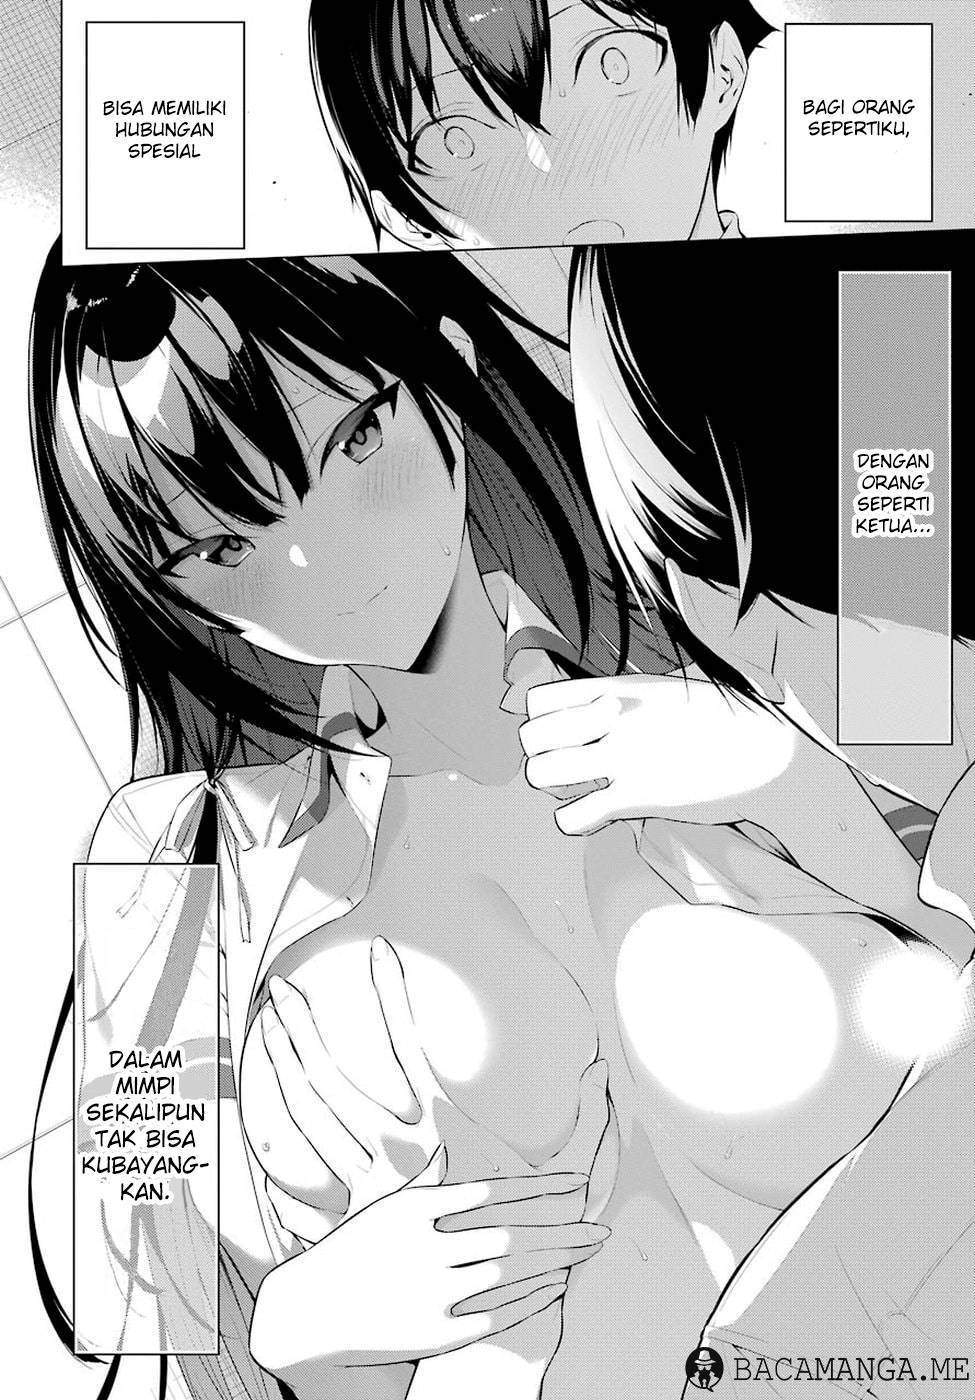 BAGI ORANG
SEPERTIKU,
BISA MEMILIKI
HUBUNGAN
SPESIAL
DENGAN
ORANG
SEPERTI
KETUA...
DALAM
MIMPI
SEKALIPUN
TAK BISA
KUBAYANG-
KAN.
BACAMANGA.ME